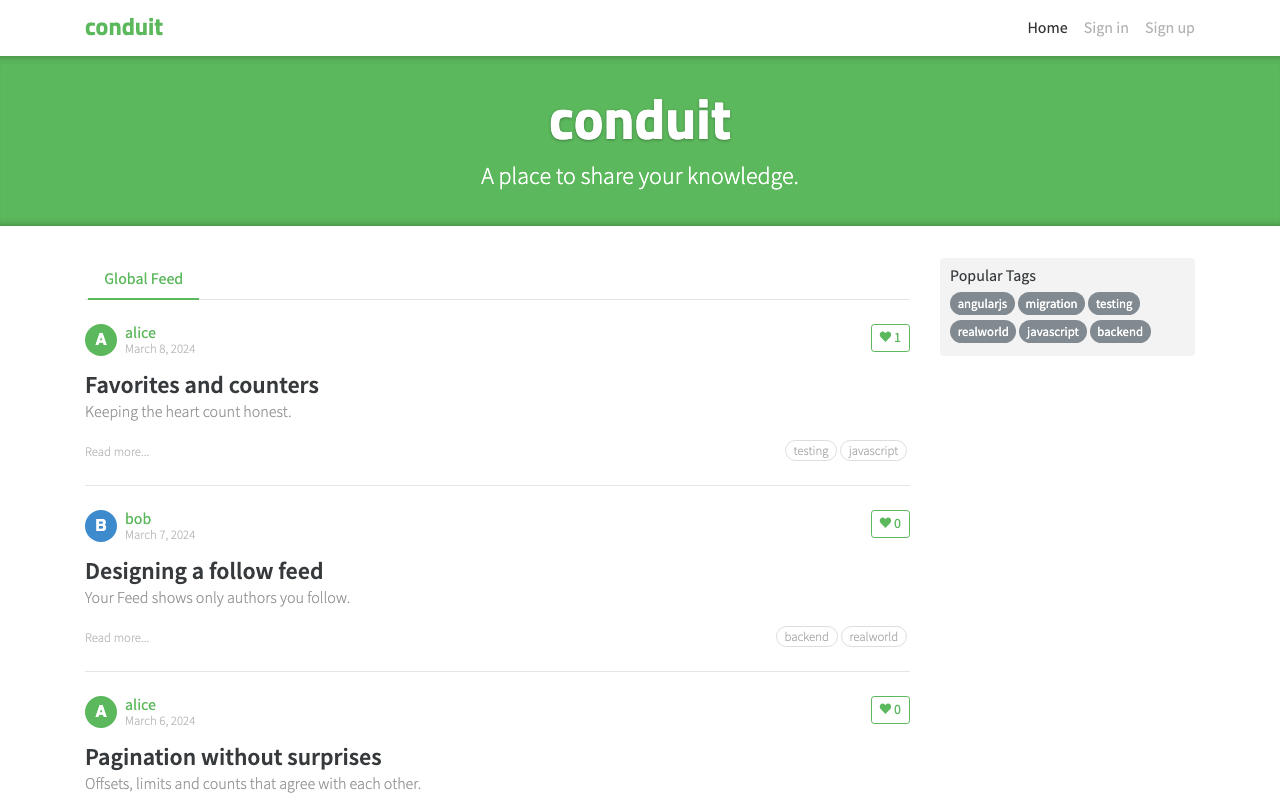 conduit
Home Sign in Sign up
conduit
A place to share your knowledge.
Global Feed
A alice
March 8, 2024
1
Favorites and counters
Keeping the heart count honest.
Read more...
testing javascript
B bob
March 7, 2024
0
Designing a follow feed
Your Feed shows only authors you follow.
Read more...
backend realworld
A alice
March 6, 2024
0
Pagination without surprises
Offsets, limits and counts that agree with each other.
Popular Tags
angularjs migration testing
realworld javascript backend